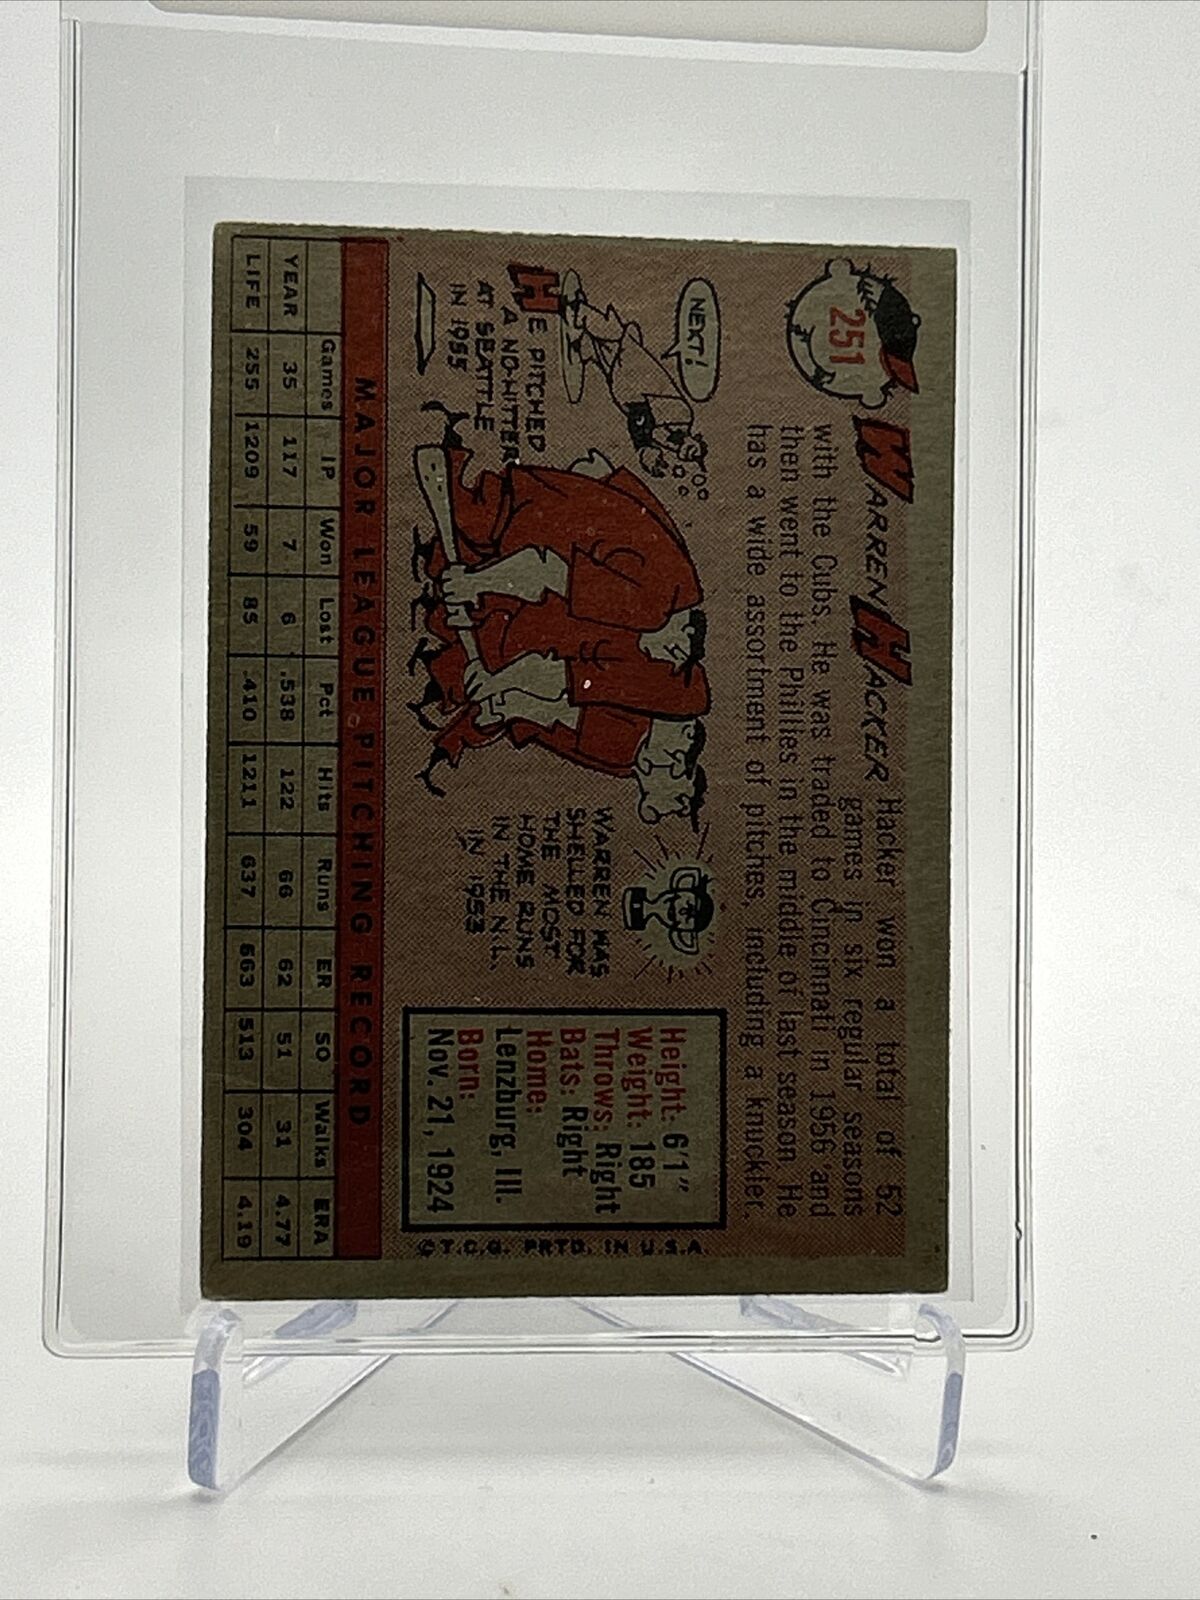 251
WARREN HACKER Hacker won a total of 52
games in six regular seasons
with the Cubs. He was traded to Cincinnati in 1956 and
then went to the Phillies in the middle of last season. He
has a wide assortment of pitches, including a knuckler.
NEXT!
HE PITCHED
A NO-HITTER
AT SEATTLE
IN 1955
WARREN WAS
SHELLED FOR
THE MOST
HOME RUNS
IN THE N.L.
IN 1953
Height: 6'1"
Weight: 185
Throws: Right
Bats: Right
Home:
Lenzburg, Ill.
Born:
Nov. 21, 1924
©T.C.G. PRTD. IN U.S.A.
MAJOR LEAGUE PITCHING RECORD
Games IP Won Lost Pct Hits Runs ER SO Walks ERA
YEAR 35 117 7 6 .538 122 66 62 51 31 4.77
LIFE 255 1209 59 85 .410 1211 637 563 513 304 4.19